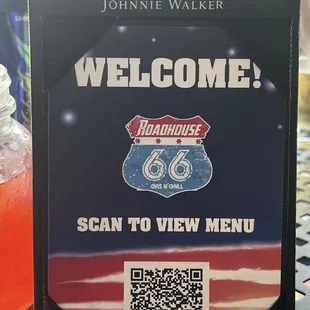 JOHNNIE WALKER
WELCOME!
ROADHOUSE
66
GAS N' GRILL
SCAN TO VIEW MENU